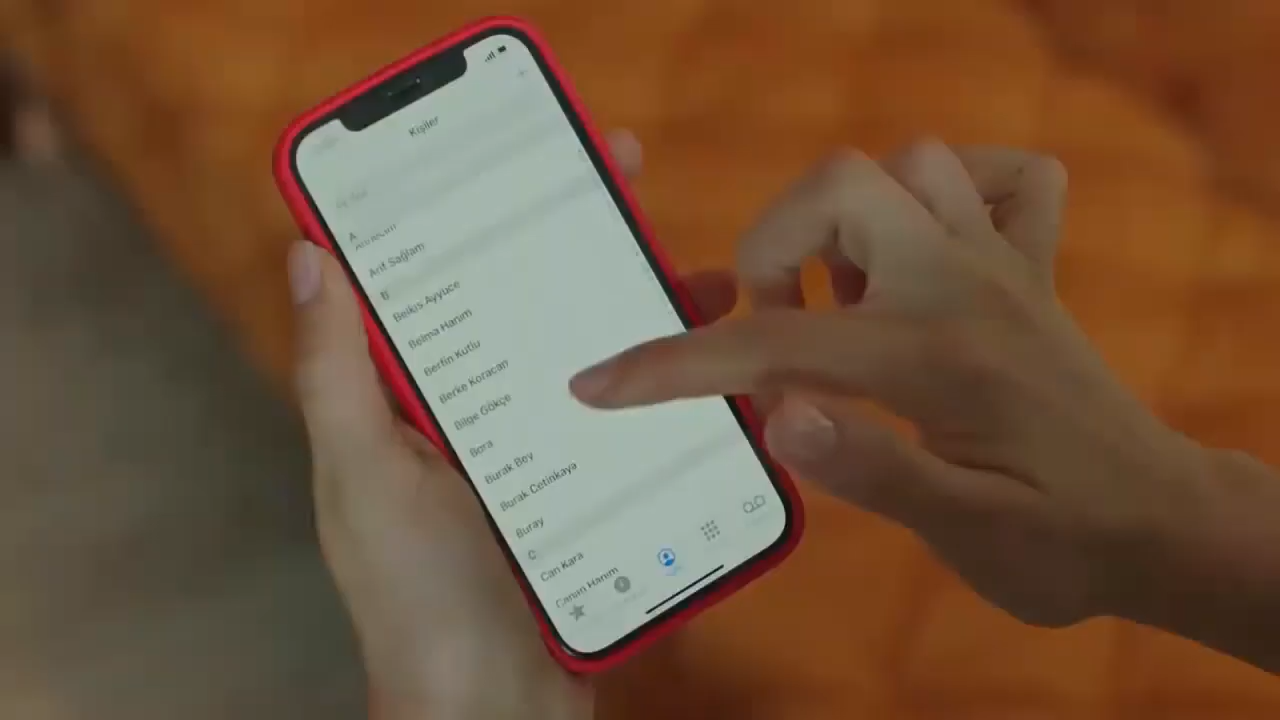 Kişiler
A
Arif Sağlam
B
Belkıs Ayyüce
Belma Hanım
Berfin Kutlu
Berke Koracan
Bilge Gökçe
Bora
Burak Bey
Burak Çetinkaya
Buray
C
Can Kara
Canan Hanım